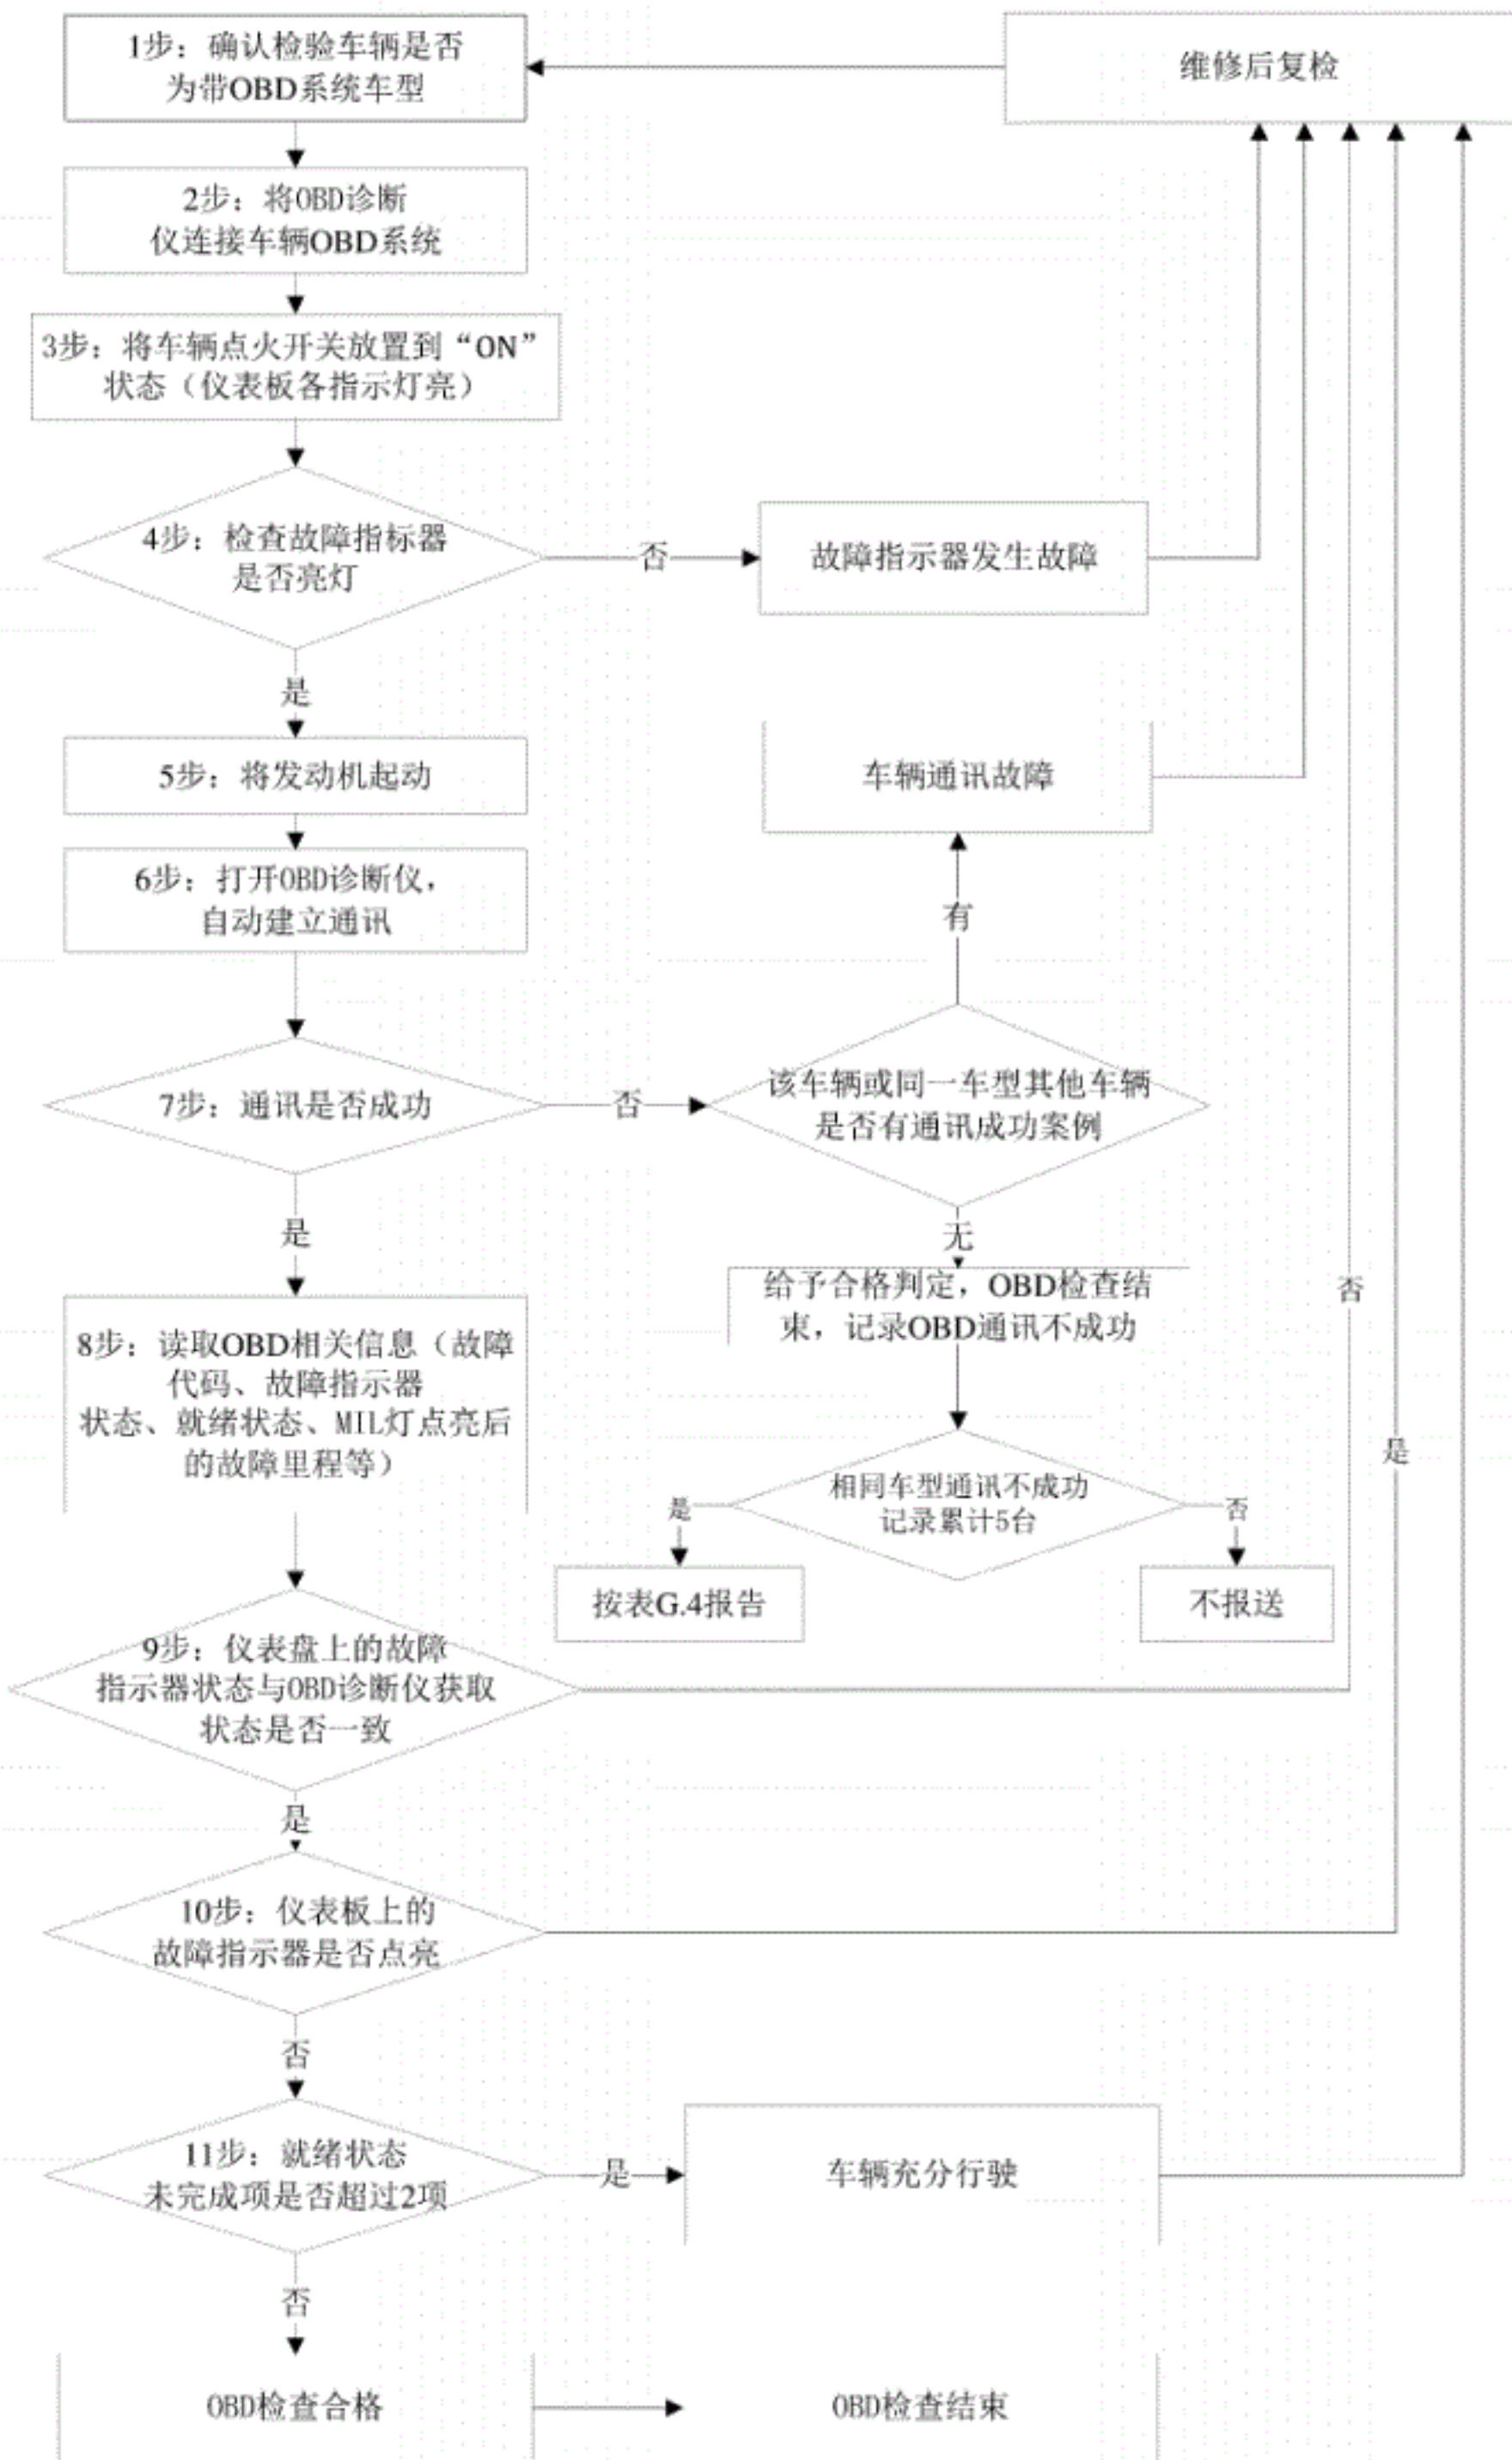 1步：确认检验车辆是否
为带OBD系统车型
维修后复检
2步：将OBD诊断
仪连接车辆OBD系统
3步：将车辆点火开关放置到“ON”
状态（仪表板各指示灯亮）
4步：检查故障指标器
是否亮灯
否
故障指示器发生故障
是
5步：将发动机起动
车辆通讯故障
6步：打开OBD诊断仪，
自动建立通讯
有
7步：通讯是否成功
否
该车辆或同一车型其他车辆
是否有通讯成功案例
是
无
给予合格判定，OBD检查结
束，记录OBD通讯不成功
否
8步：读取OBD相关信息（故障
代码、故障指示器
状态、就绪状态、MIL灯点亮后
的故障里程等）
是
相同车型通讯不成功
记录累计5台
是
否
按表G.4报告
不报送
9步：仪表盘上的故障
指示器状态与OBD诊断仪获取
状态是否一致
是
10步：仪表板上的
故障指示器是否点亮
否
11步：就绪状态
未完成项是否超过2项
是
车辆充分行驶
否
OBD检查合格
OBD检查结束